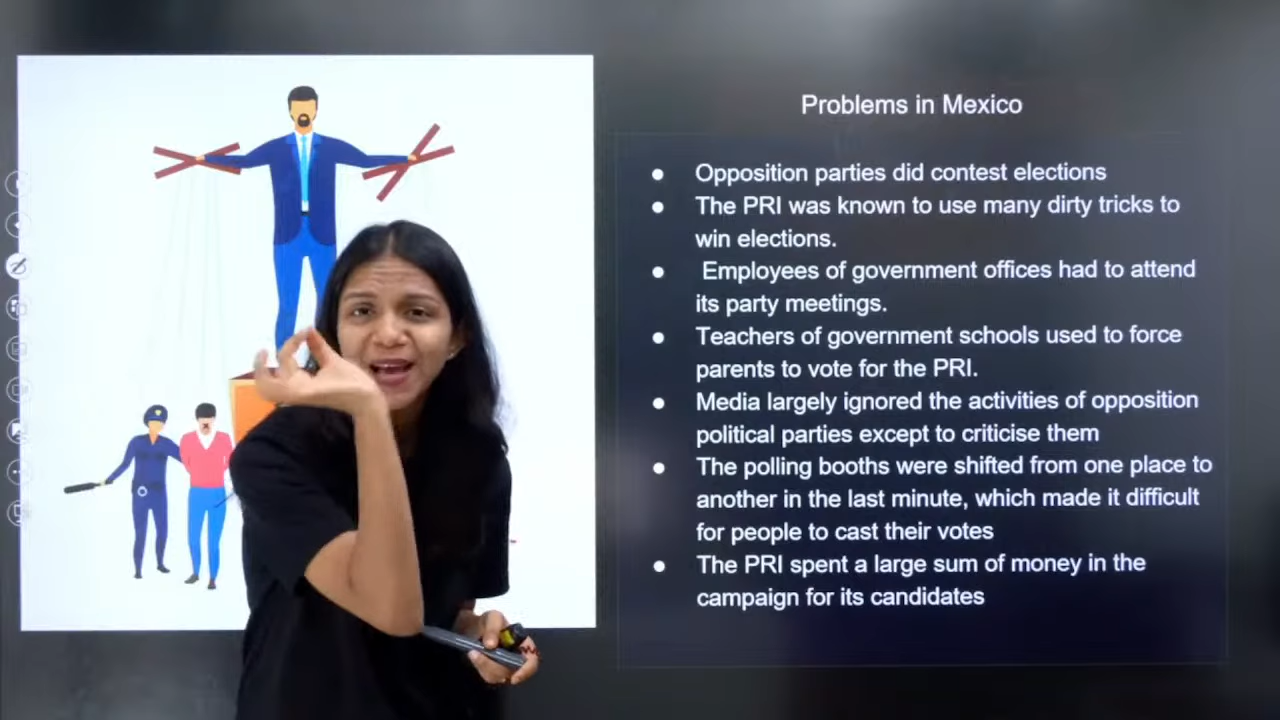 Problems in Mexico
● Opposition parties did contest elections
● The PRI was known to use many dirty tricks to
win elections.
● Employees of government offices had to attend
its party meetings.
● Teachers of government schools used to force
parents to vote for the PRI.
● Media largely ignored the activities of opposition
political parties except to criticise them
● The polling booths were shifted from one place to
another in the last minute, which made it difficult
for people to cast their votes
● The PRI spent a large sum of money in the
campaign for its candidates